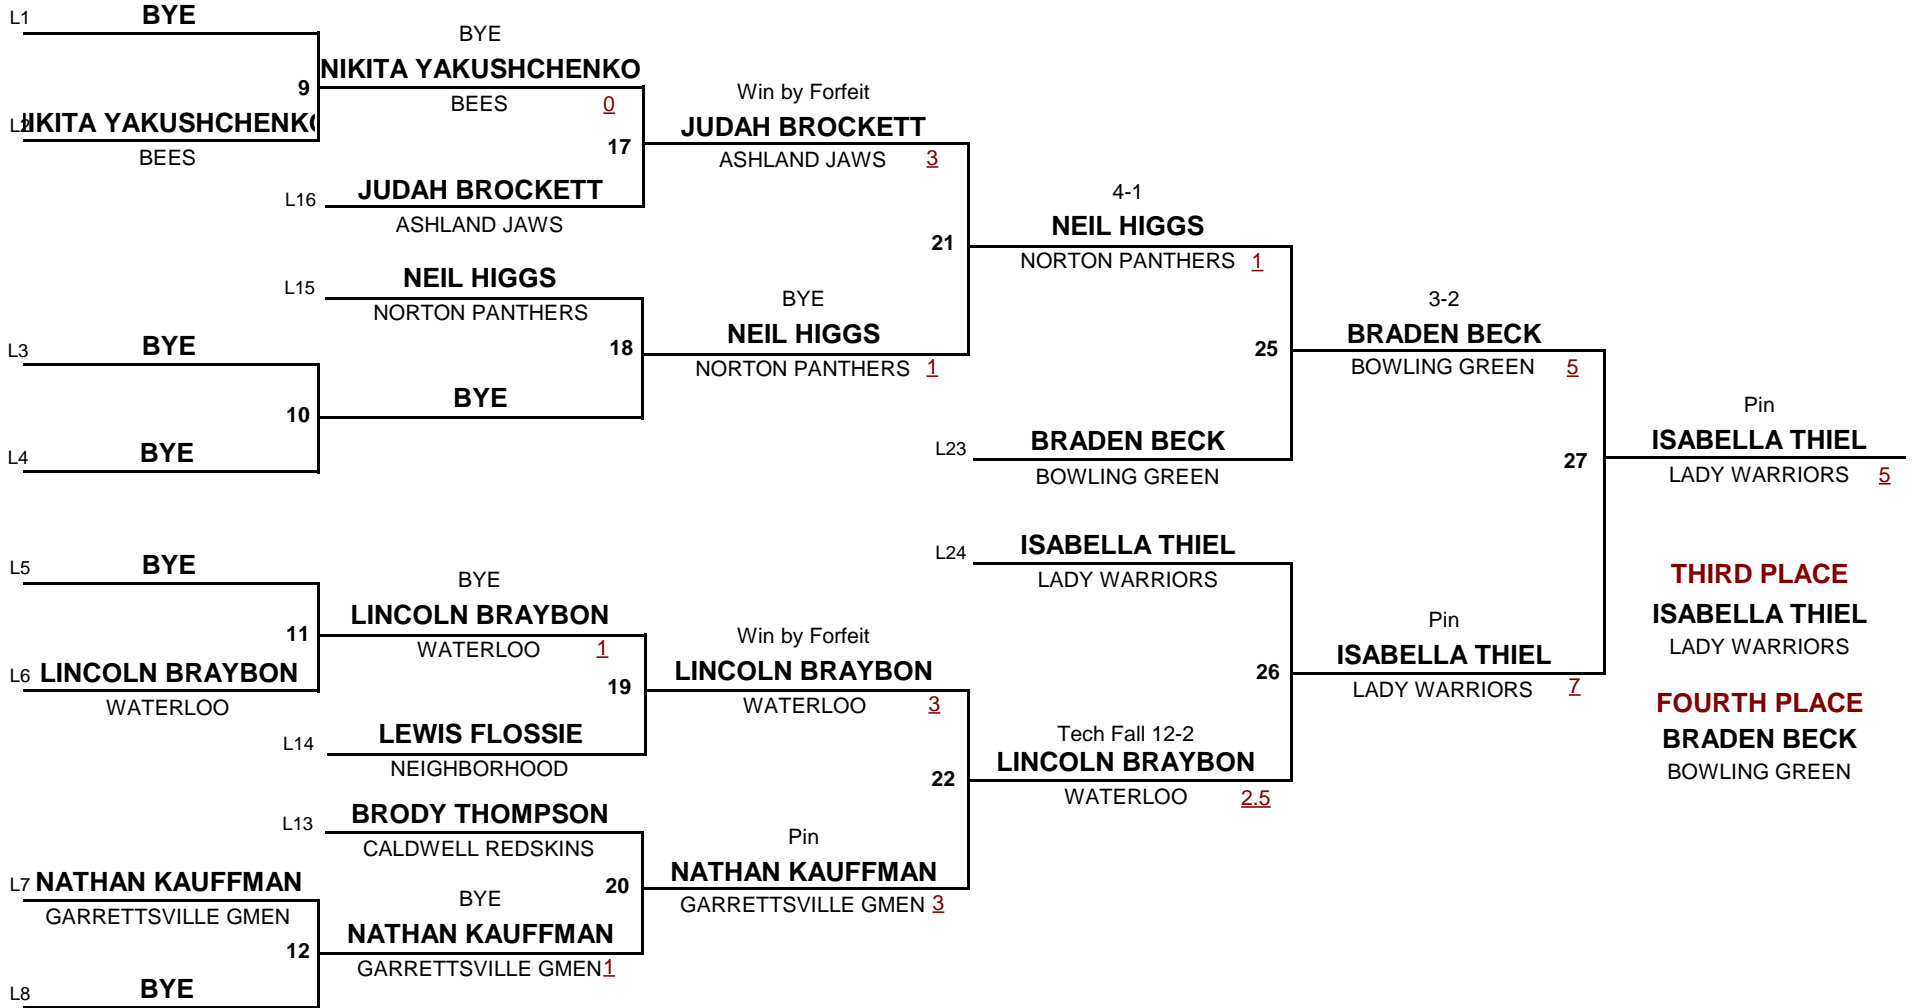 L1 BYE
BYE
NIKITA YAKUSHCHENKO
9
BEES 0
L2 NIKITA YAKUSHCHENKO
BEES
Win by Forfeit
JUDAH BROCKETT
17
ASHLAND JAWS 3
L16 JUDAH BROCKETT
ASHLAND JAWS
4-1
NEIL HIGGS
21
NORTON PANTHERS 1
L15 NEIL HIGGS
NORTON PANTHERS
BYE
NEIL HIGGS
18
NORTON PANTHERS 1
L3 BYE
10
BYE
L4 BYE
3-2
BRADEN BECK
25
BOWLING GREEN 5
L23 BRADEN BECK
BOWLING GREEN
Pin
ISABELLA THIEL
27
LADY WARRIORS 5
L24 ISABELLA THIEL
LADY WARRIORS
L5 BYE
BYE
LINCOLN BRAYBON
11
WATERLOO 1
L6 LINCOLN BRAYBON
WATERLOO
Win by Forfeit
LINCOLN BRAYBON
19
WATERLOO 3
L14 LEWIS FLOSSIE
NEIGHBORHOOD
Pin
ISABELLA THIEL
26
LADY WARRIORS 7
Tech Fall 12-2
LINCOLN BRAYBON
22
WATERLOO 2.5
L13 BRODY THOMPSON
CALDWELL REDSKINS
Pin
NATHAN KAUFFMAN
20
GARRETTSVILLE GMEN 3
L7 NATHAN KAUFFMAN
GARRETTSVILLE GMEN
BYE
NATHAN KAUFFMAN
12
GARRETTSVILLE GMEN 1
L8 BYE
THIRD PLACE
ISABELLA THIEL
LADY WARRIORS
FOURTH PLACE
BRADEN BECK
BOWLING GREEN